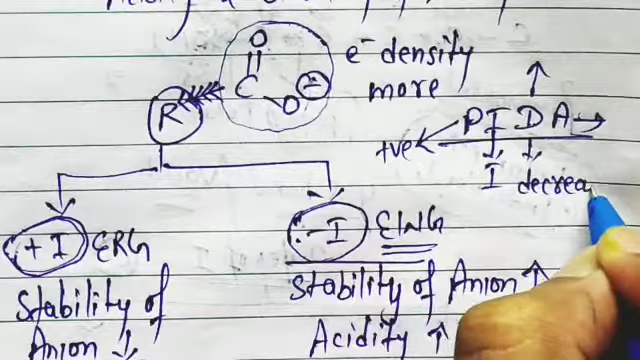 O
e⁻ density
more
C
O⁻
R
PIDA
+ve
I
decrea
+I ERG
-I EWG
Stability of
Anion ↓
Stability of Anion ↑
Acidity ↑